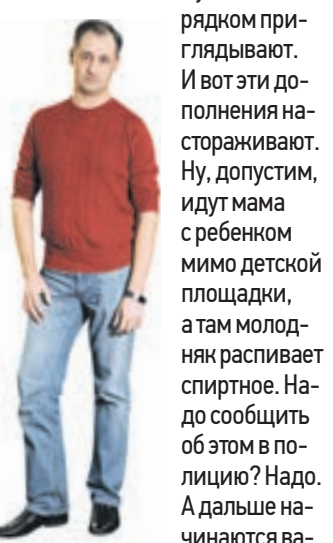 рядком при-
глядывают.
И вот эти до-
полнения на-
стораживают.
Ну, допустим,
идут мама
с ребенком
мимо детской
площадки,
а там молод-
няк распивает
спиртное. На-
до сообщить
об этом в по-
лицию? Надо.
А дальше на-
чинаются ва-